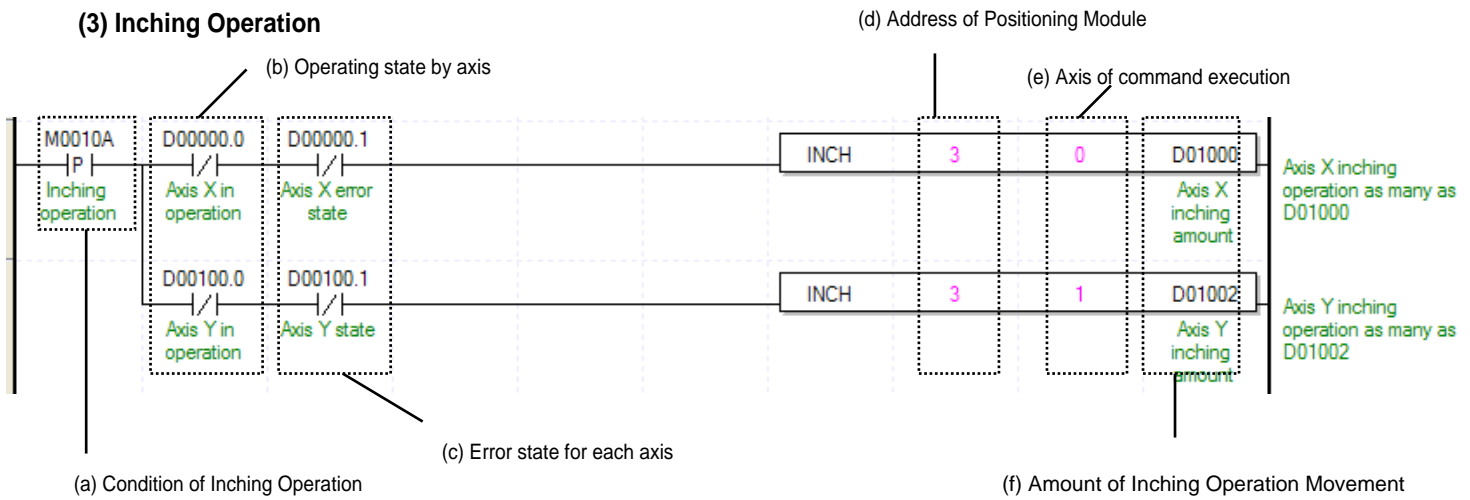 (3) Inching Operation
(d) Address of Positioning Module
(b) Operating state by axis
(e) Axis of command execution
M0010A
P
Inching
operation
D00000.0
Axis X in
operation
D00000.1
Axis X error
state
INCH 3 0 D01000
Axis X
inching
amount
Axis X inching
operation as many as
D01000
D00100.0
Axis Y in
operation
D00100.1
Axis Y state
INCH 3 1 D01002
Axis Y
inching
amount
Axis Y inching
operation as many as
D01002
(c) Error state for each axis
(a) Condition of Inching Operation
(f) Amount of Inching Operation Movement